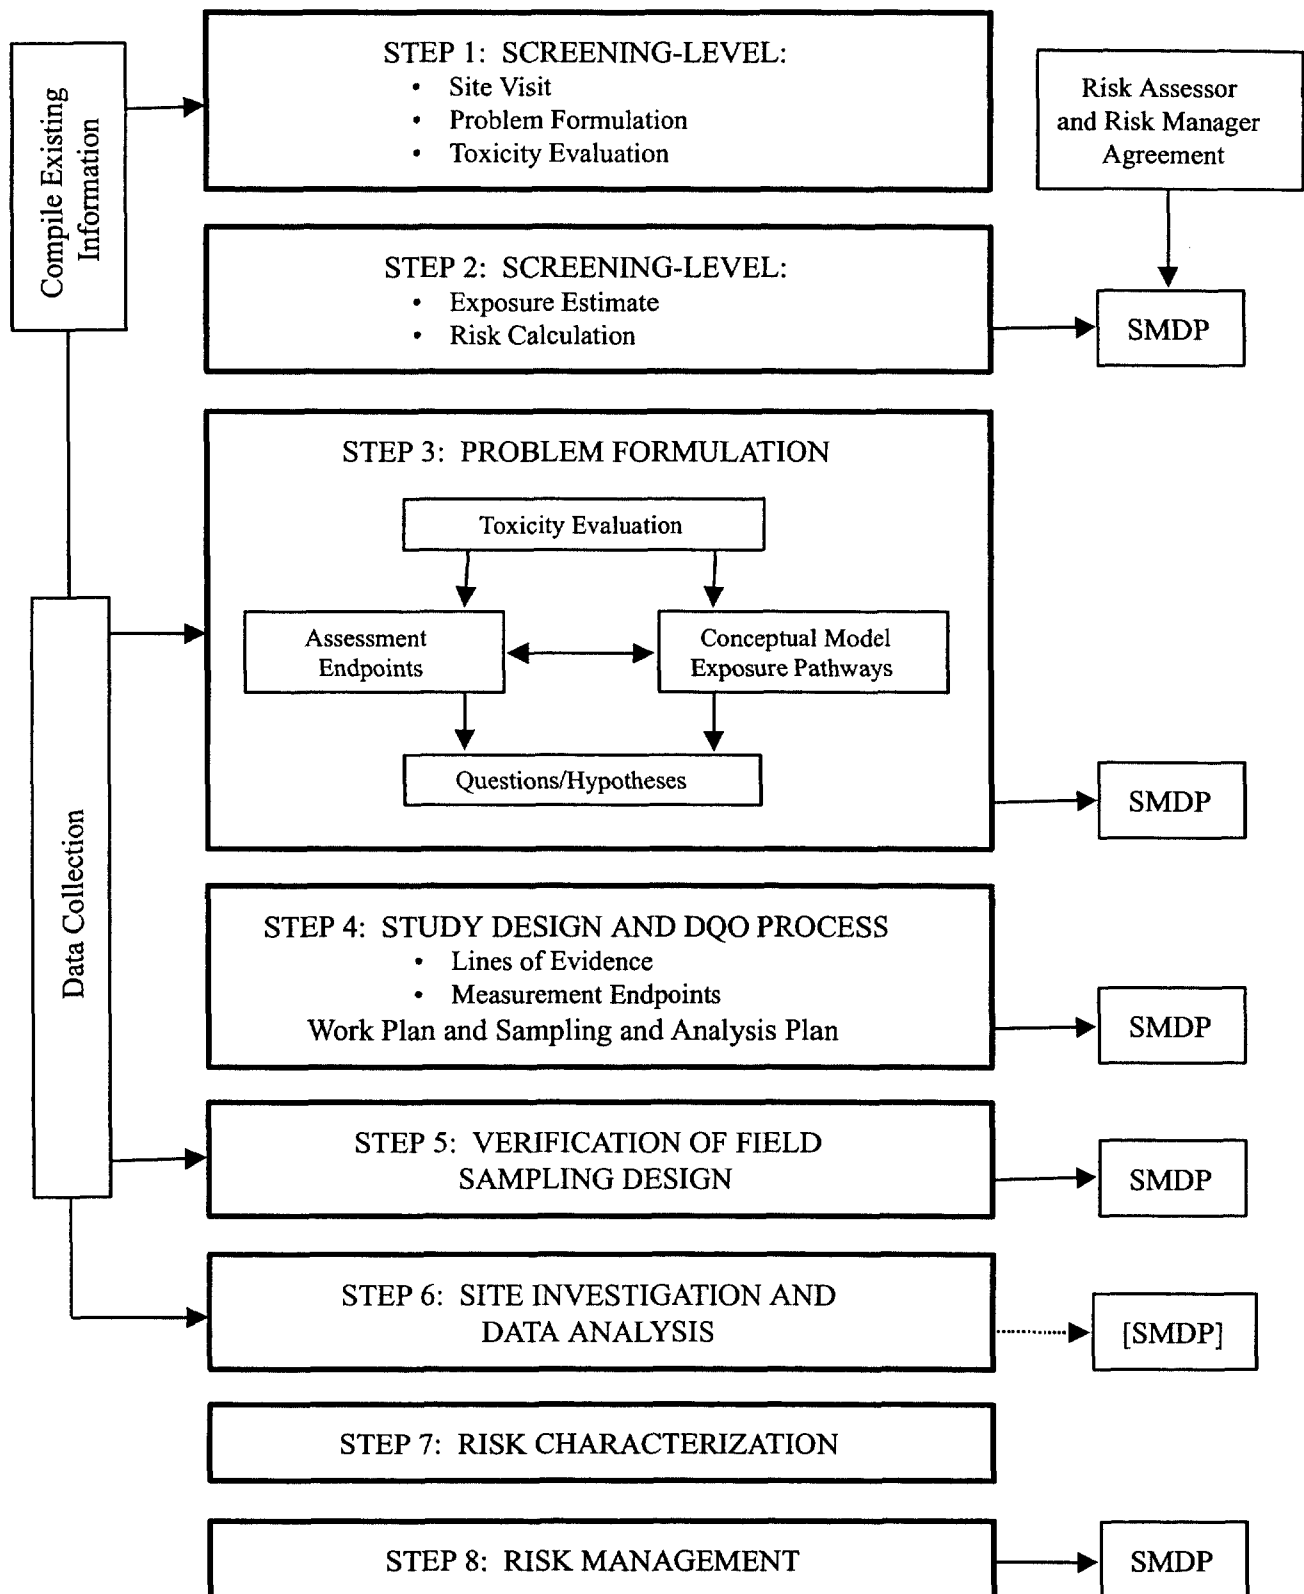 Compile Existing
Information
STEP 1: SCREENING-LEVEL:
• Site Visit
• Problem Formulation
• Toxicity Evaluation
Risk Assessor
and Risk Manager
Agreement
STEP 2: SCREENING-LEVEL:
• Exposure Estimate
• Risk Calculation
SMDP
Data Collection
STEP 3: PROBLEM FORMULATION
Toxicity Evaluation
Assessment
Endpoints
Conceptual Model
Exposure Pathways
Questions/Hypotheses
SMDP
STEP 4: STUDY DESIGN AND DQO PROCESS
• Lines of Evidence
• Measurement Endpoints
Work Plan and Sampling and Analysis Plan
SMDP
STEP 5: VERIFICATION OF FIELD
SAMPLING DESIGN
SMDP
STEP 6: SITE INVESTIGATION AND
DATA ANALYSIS
[SMDP]
STEP 7: RISK CHARACTERIZATION
STEP 8: RISK MANAGEMENT
SMDP